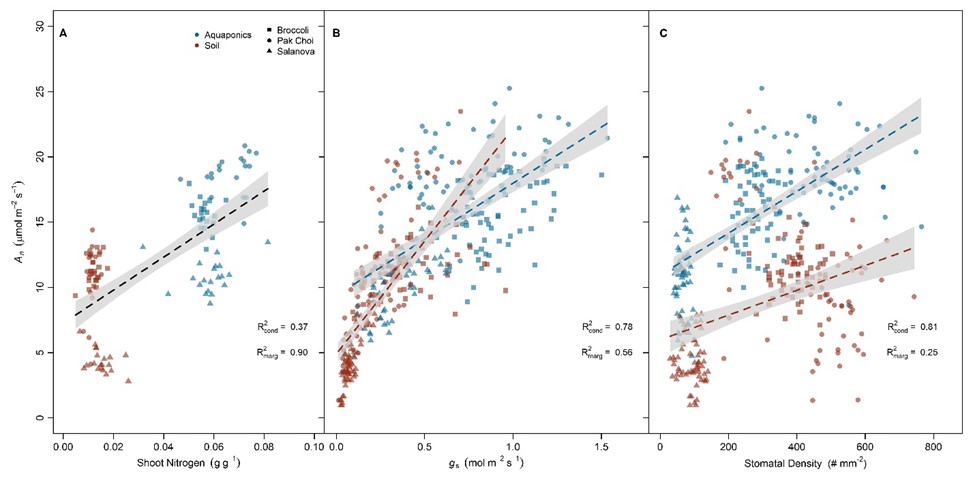 A
Aquaponics
Soil
Broccoli
Pak Choi
Salanova
B
C
30
25
20
15
10
5
0
Aₙ (μmol m⁻² s⁻¹)
R²cond = 0.37
R²marg = 0.90
R²cond = 0.78
R²marg = 0.56
R²cond = 0.81
R²marg = 0.25
0.00 0.02 0.04 0.06 0.08 0.10
0.0 0.5 1.0 1.5
0 200 400 600 800
Shoot Nitrogen (g g⁻¹)
gₛ (mol m⁻² s⁻¹)
Stomatal Density (# mm⁻²)